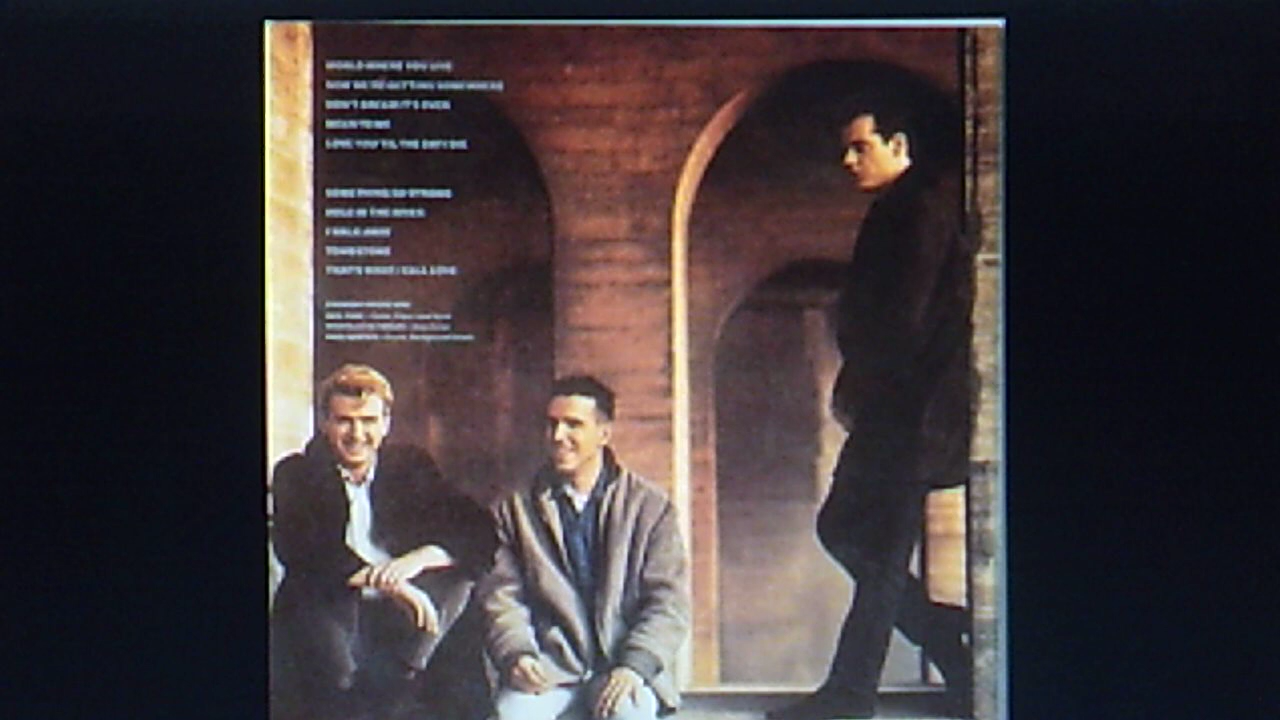 WORLD WHERE YOU LIVE
NOW WE'RE GETTING SOMEWHERE
DON'T DREAM IT'S OVER
MEAN TO ME
LOVE YOU 'TIL THE DAY I DIE
SOMETHING SO STRONG
HOLE IN THE RIVER
I WALK AWAY
TOMBSTONE
THAT'S WHAT I CALL LOVE